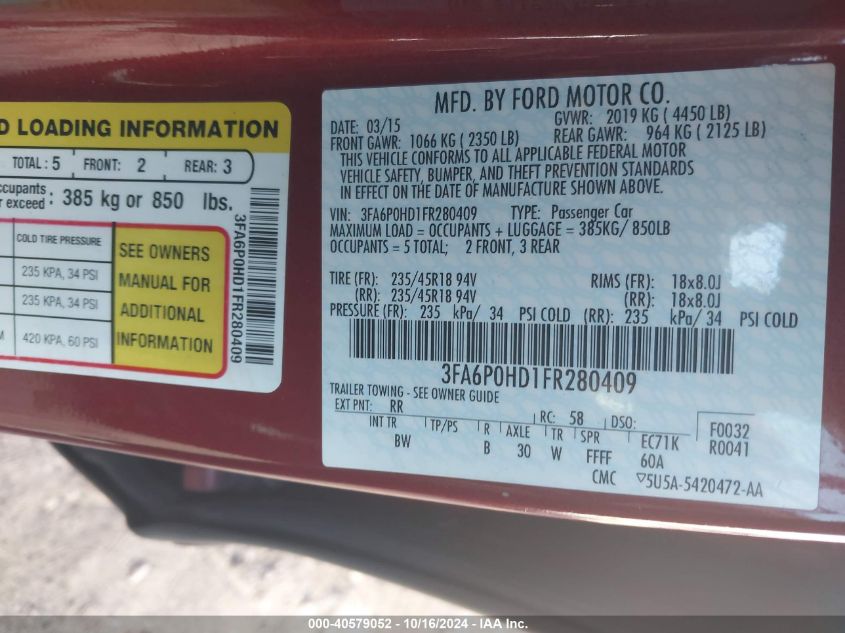 D LOADING INFORMATION
TOTAL: 5 FRONT: 2 REAR: 3
cupants
exceed : 385 kg or 850 lbs.
COLD TIRE PRESSURE
235 KPA, 34 PSI
235 KPA, 34 PSI
420 KPA, 60 PSI
SEE OWNERS
MANUAL FOR
ADDITIONAL
INFORMATION
3FA6P0HD1FR280409
MFD. BY FORD MOTOR CO.
DATE: 03/15 GVWR: 2019 KG ( 4450 LB)
FRONT GAWR: 1066 KG ( 2350 LB) REAR GAWR: 964 KG ( 2125 LB)
THIS VEHICLE CONFORMS TO ALL APPLICABLE FEDERAL MOTOR
VEHICLE SAFETY, BUMPER, AND THEFT PREVENTION STANDARDS
IN EFFECT ON THE DATE OF MANUFACTURE SHOWN ABOVE.
VIN: 3FA6P0HD1FR280409 TYPE: Passenger Car
MAXIMUM LOAD = OCCUPANTS + LUGGAGE = 385KG/ 850LB
OCCUPANTS = 5 TOTAL; 2 FRONT, 3 REAR
TIRE (FR): 235/45R18 94V RIMS (FR): 18x8.0J
(RR): 235/45R18 94V (RR): 18x8.0J
PRESSURE (FR): 235 kPa/ 34 PSI COLD (RR): 235 kPa/ 34 PSI COLD
3FA6P0HD1FR280409
TRAILER TOWING - SEE OWNER GUIDE
EXT PNT: RR RC: 58 DSO: F0032
INT TR TP/PS R AXLE TR SPR EC71K R0041
BW B 30 W FFFF 60A
CMC ▽5U5A-5420472-AA
000-40579052 - 10/16/2024 - IAA Inc.